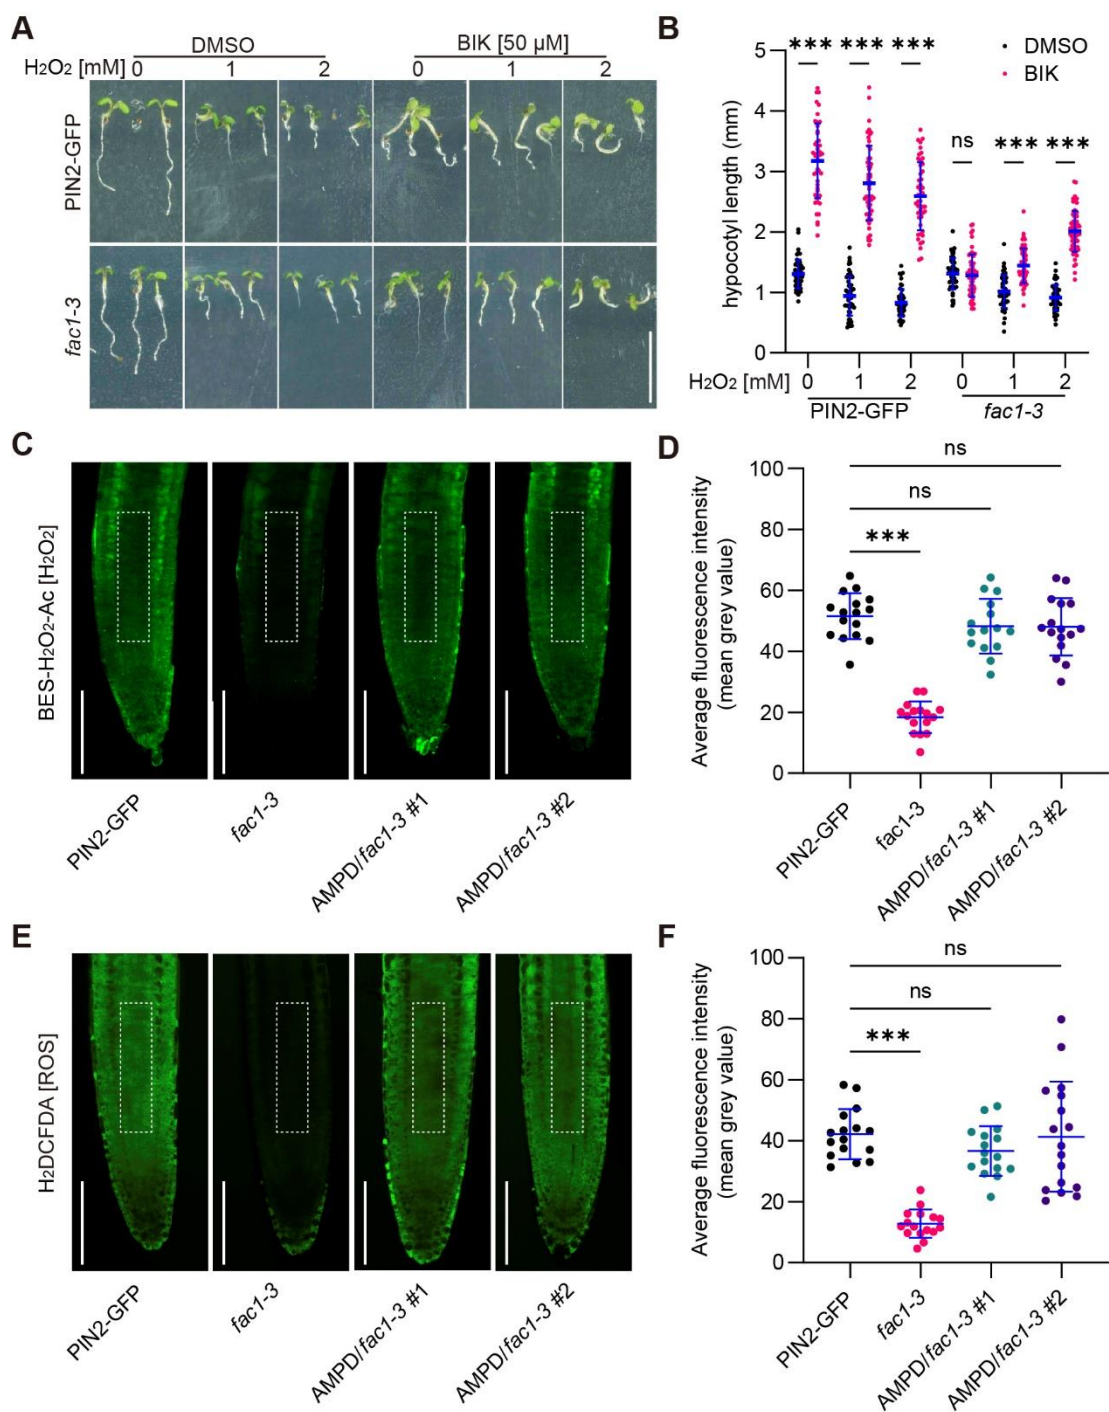 A
DMSO
BIK [50 µM]
H2O2 [mM]
0
1
2
0
1
2
PIN2-GFP
fac1-3
B
*** *** ***
ns *** ***
DMSO
BIK
hypocotyl length (mm)
5
4
3
2
1
0
H2O2 [mM]
0
1
2
0
1
2
PIN2-GFP
fac1-3
C
BES-H2O2-Ac [H2O2]
PIN2-GFP
fac1-3
AMPD/fac1-3 #1
AMPD/fac1-3 #2
D
ns
ns
***
Average fluorescence intensity
(mean grey value)
100
80
60
40
20
0
PIN2-GFP
fac1-3
AMPD/fac1-3 #1
AMPD/fac1-3 #2
E
H2DCFDA [ROS]
PIN2-GFP
fac1-3
AMPD/fac1-3 #1
AMPD/fac1-3 #2
F
ns
ns
***
Average fluorescence intensity
(mean grey value)
100
80
60
40
20
0
PIN2-GFP
fac1-3
AMPD/fac1-3 #1
AMPD/fac1-3 #2